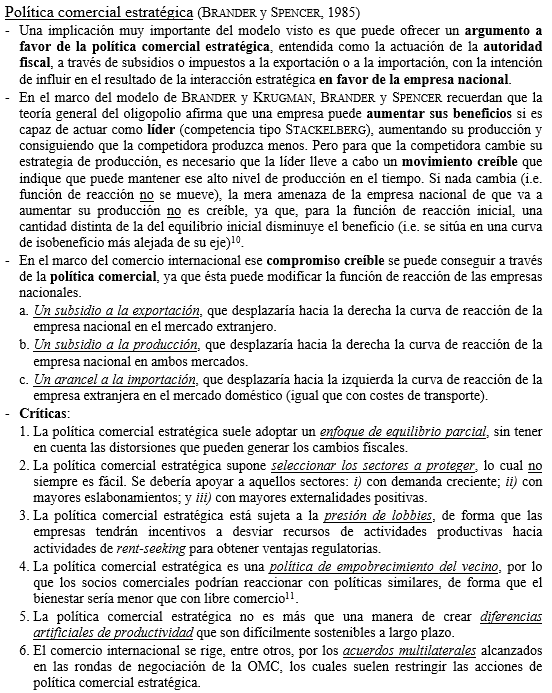 Política comercial estratégica (BRANDER y SPENCER, 1985)
- Una implicación muy importante del modelo visto es que puede ofrecer un argumento a
favor de la política comercial estratégica, entendida como la actuación de la autoridad
fiscal, a través de subsidios o impuestos a la exportación o a la importación, con la intención
de influir en el resultado de la interacción estratégica en favor de la empresa nacional.
- En el marco del modelo de BRANDER y KRUGMAN, BRANDER y SPENCER recuerdan que la
teoría general del oligopolio afirma que una empresa puede aumentar sus beneficios si es
capaz de actuar como líder (competencia tipo STACKELBERG), aumentando su producción y
consiguiendo que la competidora produzca menos. Pero para que la competidora cambie su
estrategia de producción, es necesario que la líder lleve a cabo un movimiento creíble que
indique que puede mantener ese alto nivel de producción en el tiempo. Si nada cambia (i.e.
función de reacción no se mueve), la mera amenaza de la empresa nacional de que va a
aumentar su producción no es creíble, ya que, para la función de reacción inicial, una
cantidad distinta de la del equilibrio inicial disminuye el beneficio (i.e. se sitúa en una curva
de isobeneficio más alejada de su eje)¹⁰.
- En el marco del comercio internacional ese compromiso creíble se puede conseguir a través
de la política comercial, ya que ésta puede modificar la función de reacción de las empresas
nacionales.
a. Un subsidio a la exportación, que desplazaría hacia la derecha la curva de reacción de la
empresa nacional en el mercado extranjero.
b. Un subsidio a la producción, que desplazaría hacia la derecha la curva de reacción de la
empresa nacional en ambos mercados.
c. Un arancel a la importación, que desplazaría hacia la izquierda la curva de reacción de la
empresa extranjera en el mercado doméstico (igual que con costes de transporte).
- Críticas:
1. La política comercial estratégica suele adoptar un enfoque de equilibrio parcial, sin tener
en cuenta las distorsiones que pueden generar los cambios fiscales.
2. La política comercial estratégica supone seleccionar los sectores a proteger, lo cual no
siempre es fácil. Se debería apoyar a aquellos sectores: i) con demanda creciente; ii) con
mayores eslabonamientos; y iii) con mayores externalidades positivas.
3. La política comercial estratégica está sujeta a la presión de lobbies, de forma que las
empresas tendrán incentivos a desviar recursos de actividades productivas hacia
actividades de rent-seeking para obtener ventajas regulatorias.
4. La política comercial estratégica es una política de empobrecimiento del vecino, por lo
que los socios comerciales podrían reaccionar con políticas similares, de forma que el
bienestar sería menor que con libre comercio¹¹.
5. La política comercial estratégica no es más que una manera de crear diferencias
artificiales de productividad que son difícilmente sostenibles a largo plazo.
6. El comercio internacional se rige, entre otros, por los acuerdos multilaterales alcanzados
en las rondas de negociación de la OMC, los cuales suelen restringir las acciones de
política comercial estratégica.